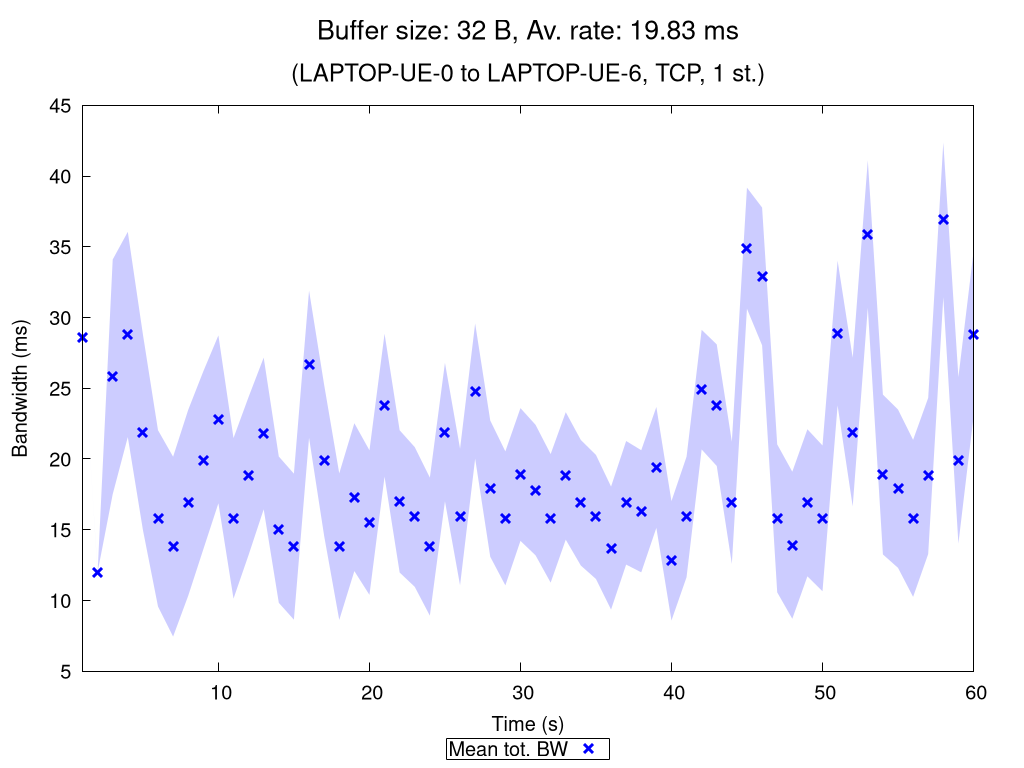 Buffer size: 32 B, Av. rate: 19.83 ms
(LAPTOP-UE-0 to LAPTOP-UE-6, TCP, 1 st.)
45
40
35
30
25
20
15
10
5
Bandwidth (ms)
10 20 30 40 50 60
Time (s)
Mean tot. BW